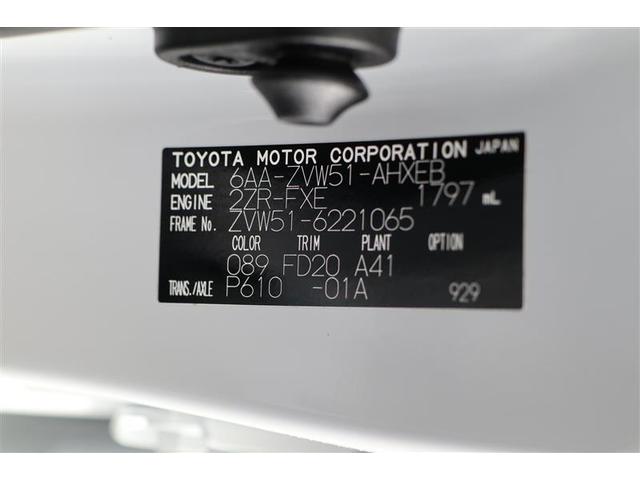 TOYOTA MOTOR CORPORATION JAPAN
MODEL 6AA-ZVW51-AHXEB
ENGINE 2ZR-FXE 1797 mL
FRAME No. ZVW51-6221065
COLOR TRIM PLANT OPTION
089 FD20 A41
TRANS./AXLE P610 -01A 929